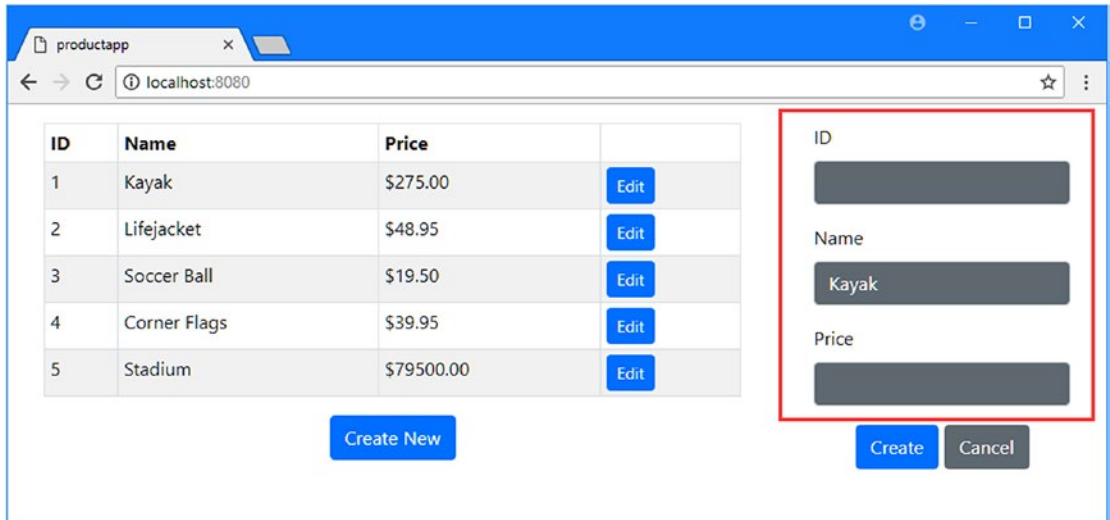 productapp
localhost:8080
ID Name Price
1 Kayak $275.00 Edit
2 Lifejacket $48.95 Edit
3 Soccer Ball $19.50 Edit
4 Corner Flags $39.95 Edit
5 Stadium $79500.00 Edit
Create New
ID
Name
Kayak
Price
Create Cancel